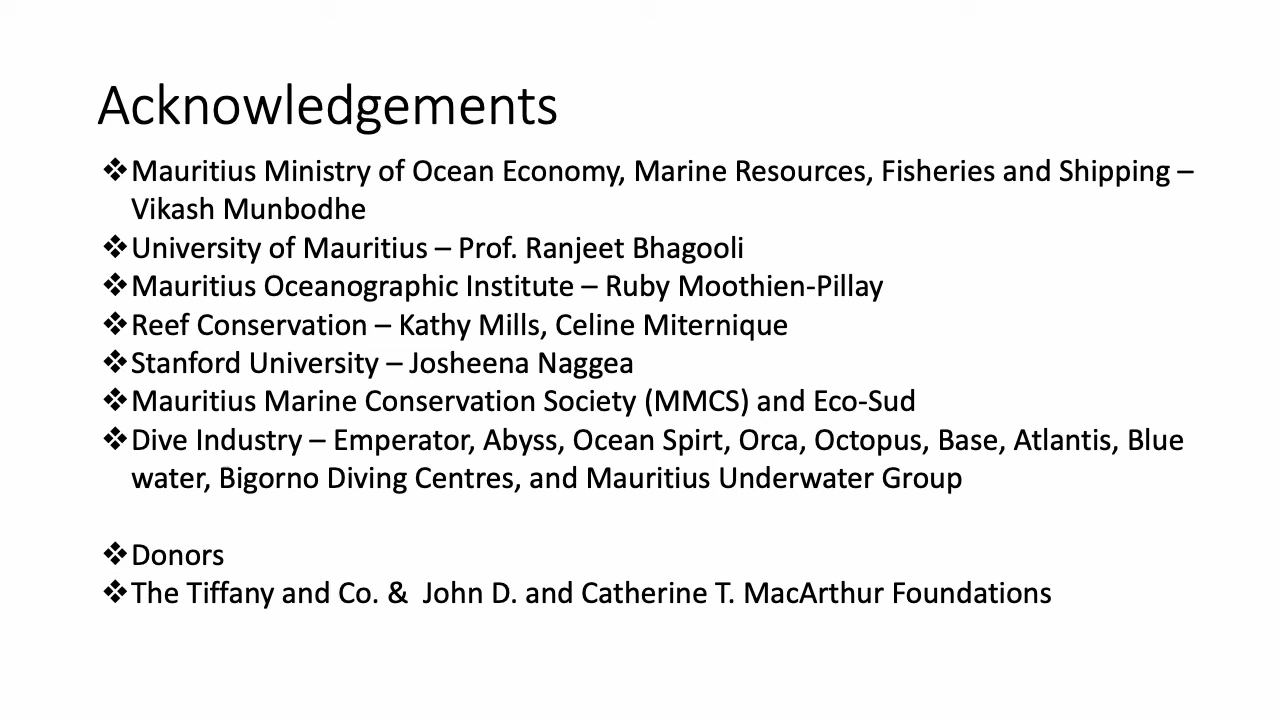 Acknowledgements
❖Mauritius Ministry of Ocean Economy, Marine Resources, Fisheries and Shipping –
Vikash Munbodhe
❖University of Mauritius – Prof. Ranjeet Bhagooli
❖Mauritius Oceanographic Institute – Ruby Moothien-Pillay
❖Reef Conservation – Kathy Mills, Celine Miternique
❖Stanford University – Josheena Naggea
❖Mauritius Marine Conservation Society (MMCS) and Eco-Sud
❖Dive Industry – Emperator, Abyss, Ocean Spirt, Orca, Octopus, Base, Atlantis, Blue
water, Bigorno Diving Centres, and Mauritius Underwater Group
❖Donors
❖The Tiffany and Co. &  John D. and Catherine T. MacArthur Foundations